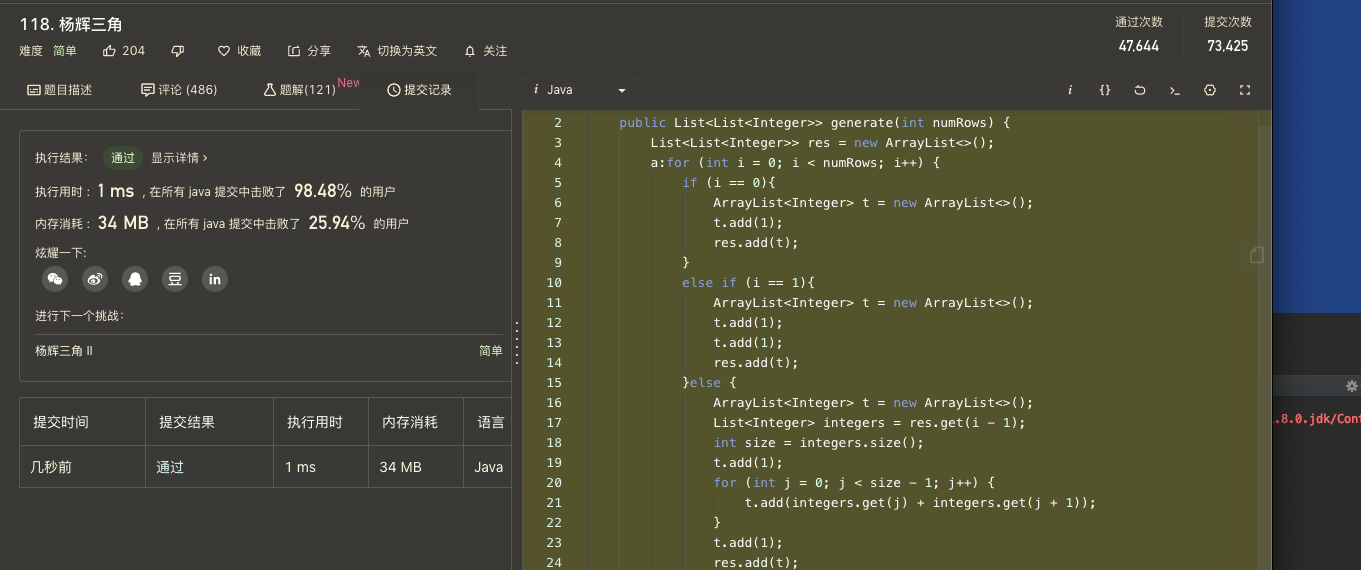 118. 杨辉三角
难度 简单 204 收藏 分享 切换为英文 关注
通过次数 提交次数
47,644 73,425
题目描述 评论 (486) 题解(121) New 提交记录
i Java i {}
执行结果: 通过 显示详情 ›
执行用时 : 1 ms , 在所有 java 提交中击败了 98.48% 的用户
内存消耗 : 34 MB , 在所有 java 提交中击败了 25.94% 的用户
炫耀一下:
豆 in
进行下一个挑战:
杨辉三角 II 简单
提交时间 提交结果 执行用时 内存消耗 语言
几秒前 通过 1 ms 34 MB Java
2 public List<List<Integer>> generate(int numRows) {
3 List<List<Integer>> res = new ArrayList<>();
4 a:for (int i = 0; i < numRows; i++) {
5 if (i == 0){
6 ArrayList<Integer> t = new ArrayList<>();
7 t.add(1);
8 res.add(t);
9 }
10 else if (i == 1){
11 ArrayList<Integer> t = new ArrayList<>();
12 t.add(1);
13 t.add(1);
14 res.add(t);
15 }else {
16 ArrayList<Integer> t = new ArrayList<>();
17 List<Integer> integers = res.get(i - 1);
18 int size = integers.size();
19 t.add(1);
20 for (int j = 0; j < size - 1; j++) {
21 t.add(integers.get(j) + integers.get(j + 1));
22 }
23 t.add(1);
24 res.add(t);
.8.0.jdk/Cont